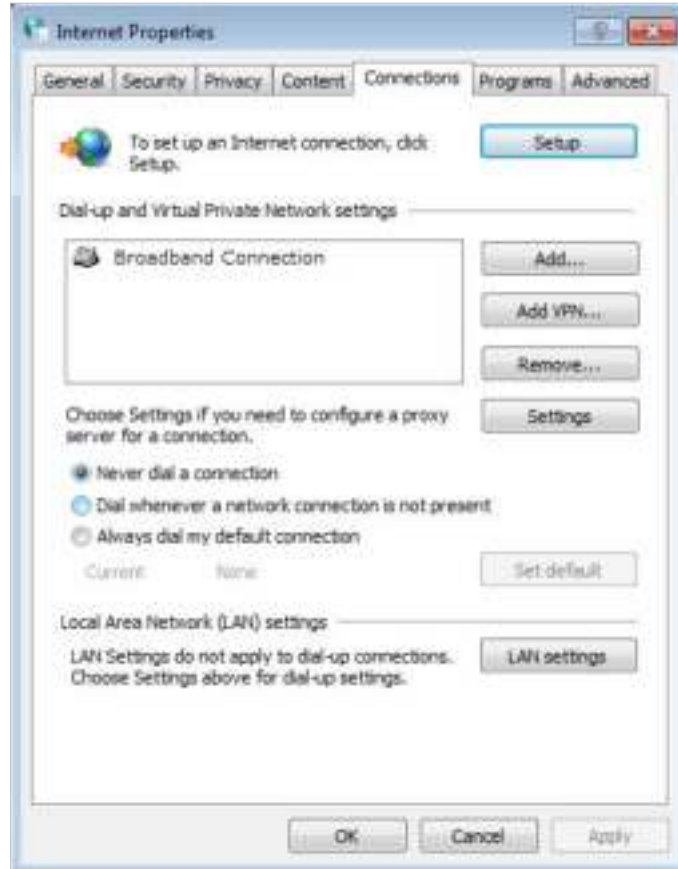 Internet Properties
General Security Privacy Content Connections Programs Advanced
To set up an Internet connection, click
Setup.
Setup
Dial-up and Virtual Private Network settings
Broadband Connection
Add...
Add VPN...
Remove...
Choose Settings if you need to configure a proxy
server for a connection.
Settings
Never dial a connection
Dial whenever a network connection is not present
Always dial my default connection
Current None
Set default
Local Area Network (LAN) settings
LAN Settings do not apply to dial-up connections.
Choose Settings above for dial-up settings.
LAN settings
OK Cancel Apply